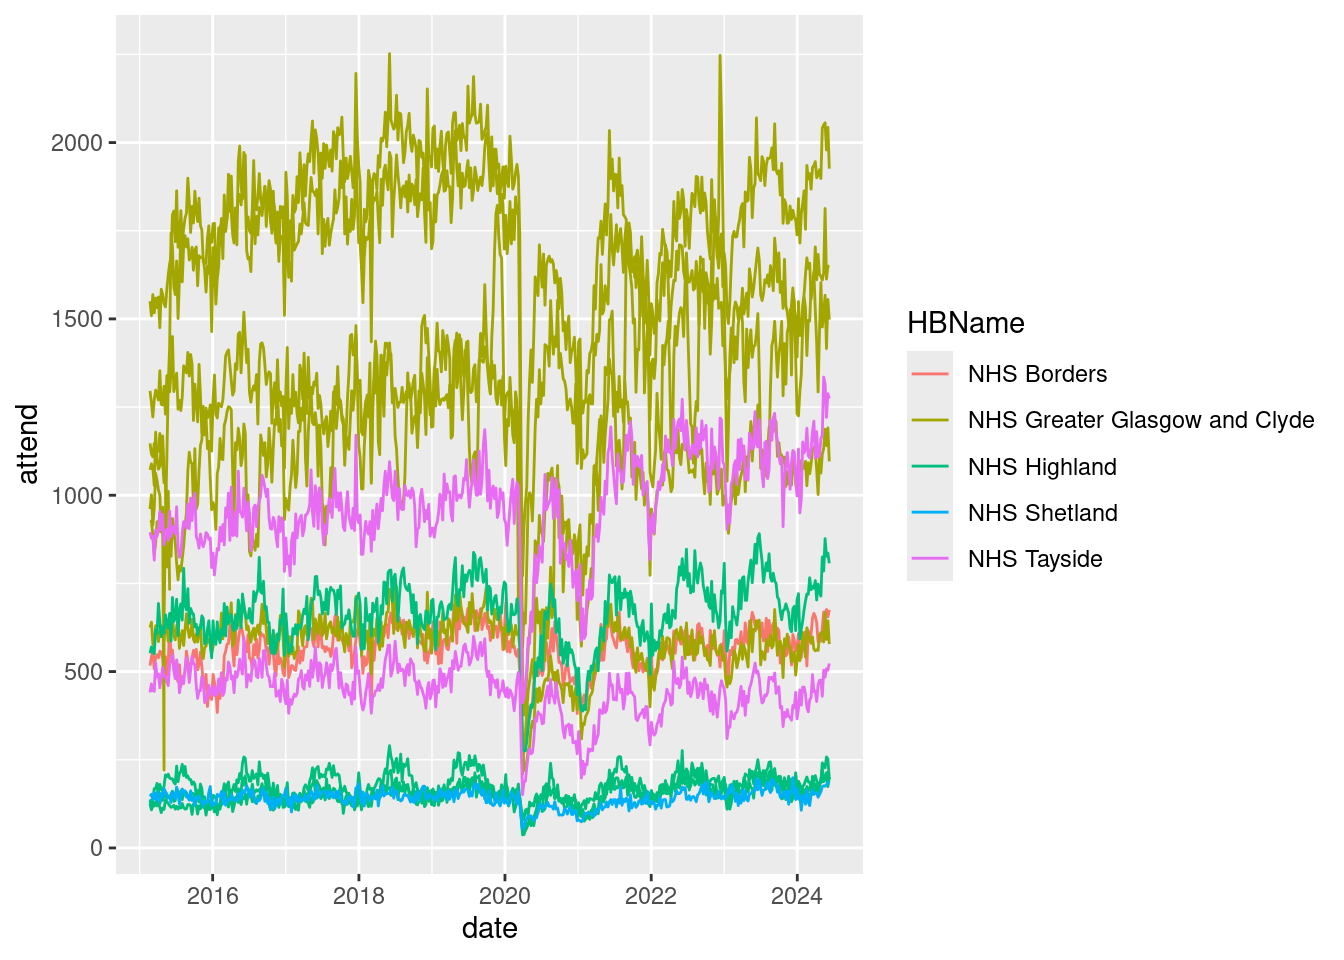 2000
1500
1000
500
0
attend
2016
2018
2020
2022
2024
date
HBName
NHS Borders
NHS Greater Glasgow and Clyde
NHS Highland
NHS Shetland
NHS Tayside